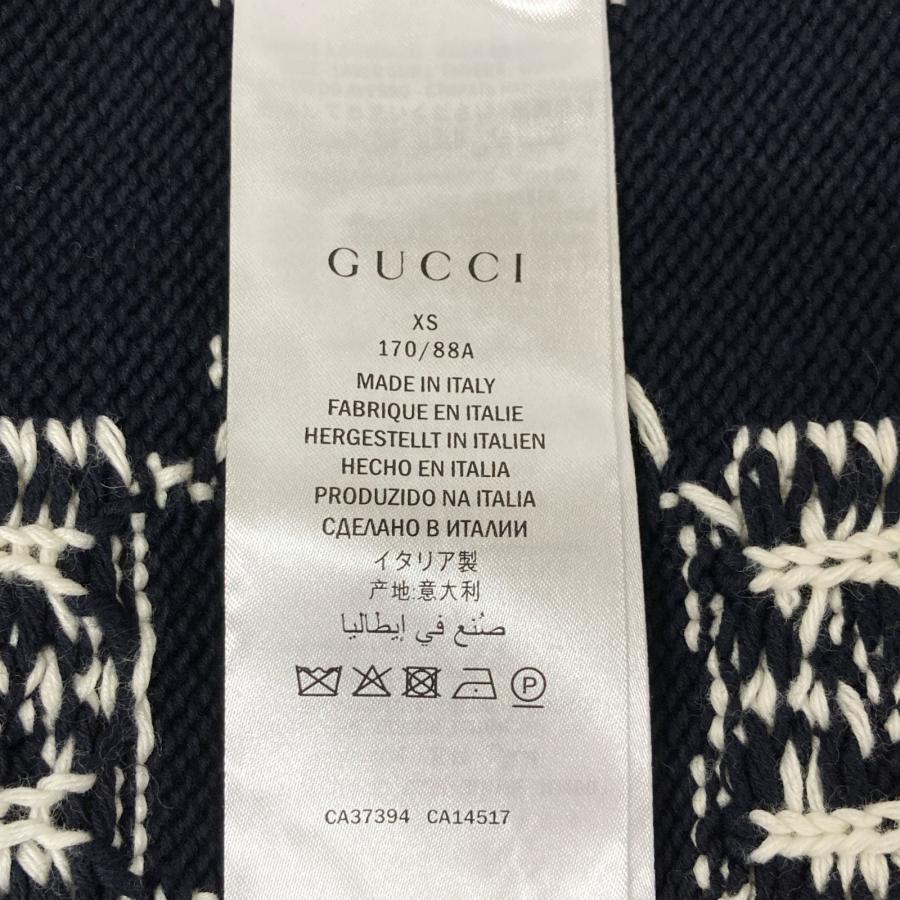 GUCCI
XS
170/88A
MADE IN ITALY
FABRIQUE EN ITALIE
HERGESTELLT IN ITALIEN
HECHO EN ITALIA
PRODUZIDO NA ITALIA
СДЕЛАНО В ИТАЛИИ
イタリア製
产地:意大利
صُنع في إيطاليا
P
CA37394 CA14517